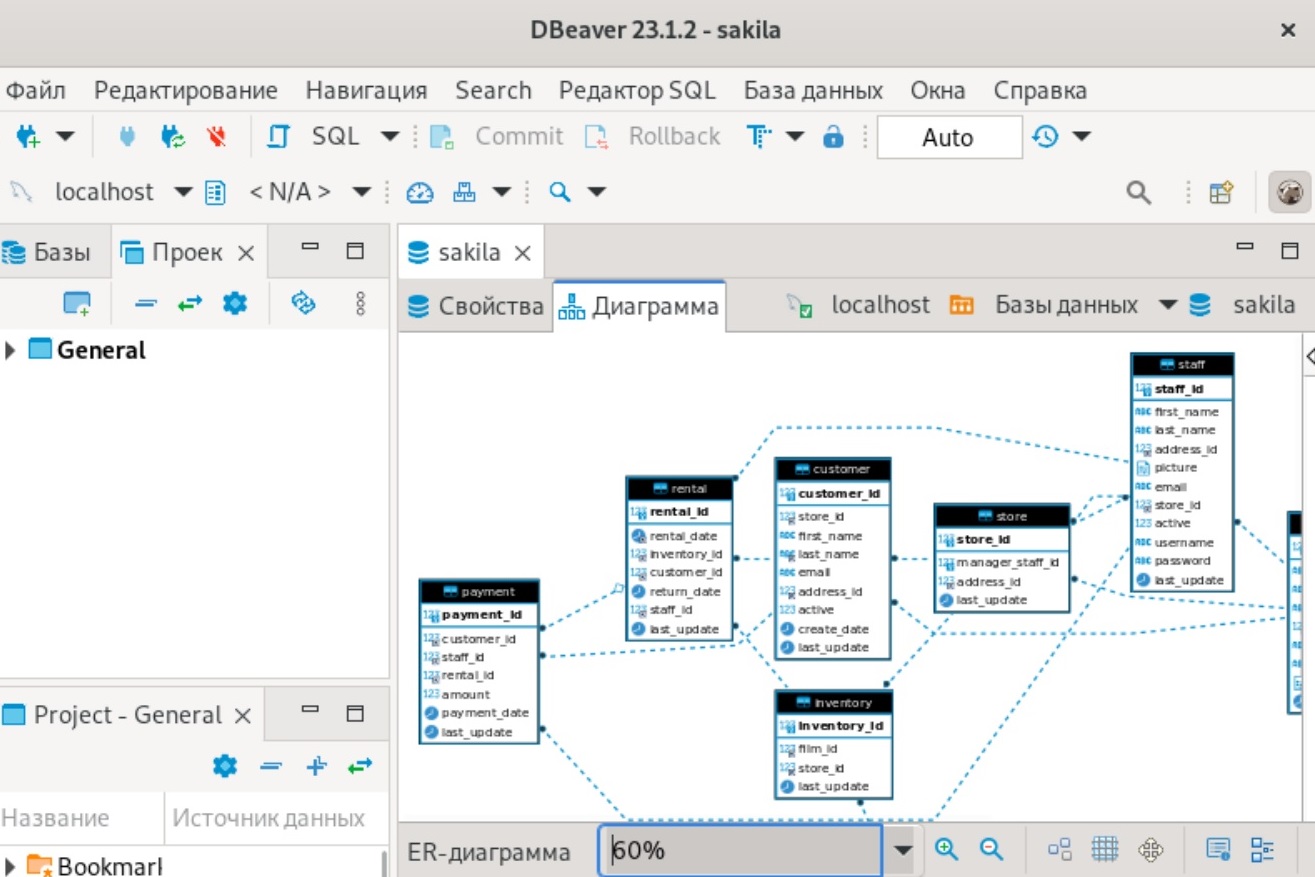 DBeaver 23.1.2 - sakila
Файл Редактирование Навигация Search Редактор SQL База данных Окна Справка
SQL Commit Rollback Auto
localhost < N/A >
Базы Проек
sakila
Свойства Диаграмма localhost Базы данных sakila
General
staff
staff_id
first_name
last_name
address_id
picture
email
store_id
active
username
password
last_update
customer
customer_id
store_id
first_name
last_name
email
address_id
active
create_date
last_update
rental
rental_id
rental_date
inventory_id
customer_id
return_date
staff_id
last_update
store
store_id
manager_staff_id
address_id
last_update
payment
payment_id
customer_id
staff_id
rental_id
amount
payment_date
last_update
inventory
inventory_id
film_id
store_id
last_update
Project - General
Название Источник данных
Bookmark
ER-диаграмма 60%